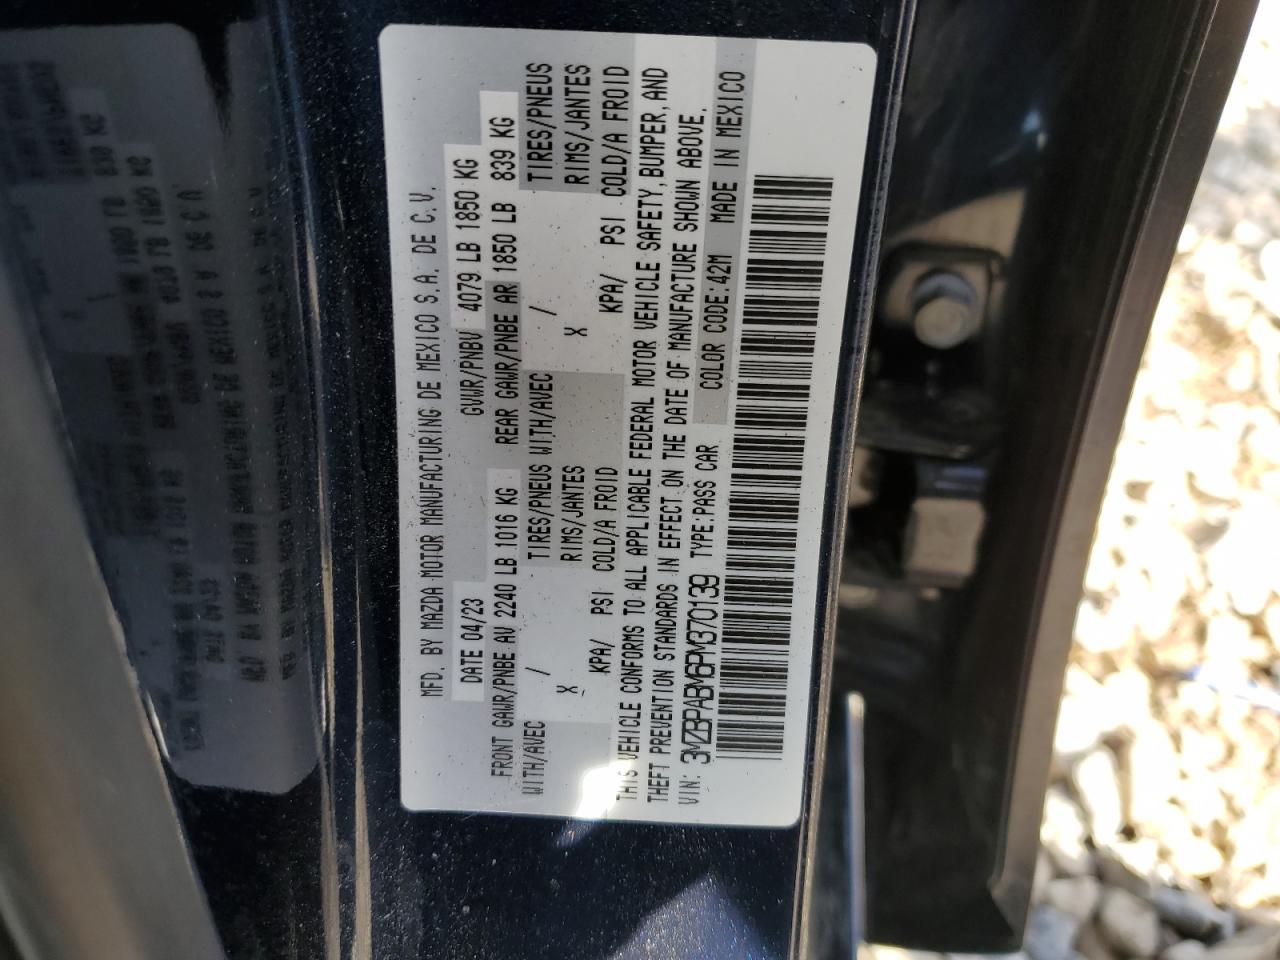 MFD. BY MAZDA MOTOR MANUFACTURING DE MEXICO S.A. DE C.V.
DATE 04/23 GVWR/PNBV 4079 LB 1850 KG
FRONT GAWR/PNBE AV 2240 LB 1016 KG REAR GAWR/PNBE AR 1850 LB 839 KG
WITH/AVEC / TIRES/PNEUS WITH/AVEC / TIRES/PNEUS
X RIMS/JANTES X RIMS/JANTES
KPA/ PSI COLD/A FROID KPA/ PSI COLD/A FROID
THIS VEHICLE CONFORMS TO ALL APPLICABLE FEDERAL MOTOR VEHICLE SAFETY, BUMPER, AND
THEFT PREVENTION STANDARDS IN EFFECT ON THE DATE OF MANUFACTURE SHOWN ABOVE.
VIN: 3MZBPABM6PM370139 TYPE:PASS CAR COLOR CODE:42M MADE IN MEXICO